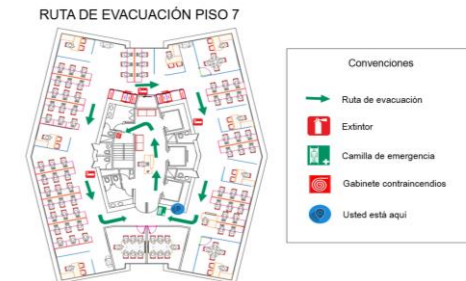 RUTA DE EVACUACIÓN PISO 7
Convenciones
Ruta de evacuación
Extintor
Camilla de emergencia
Gabinete contraincendios
Usted está aquí